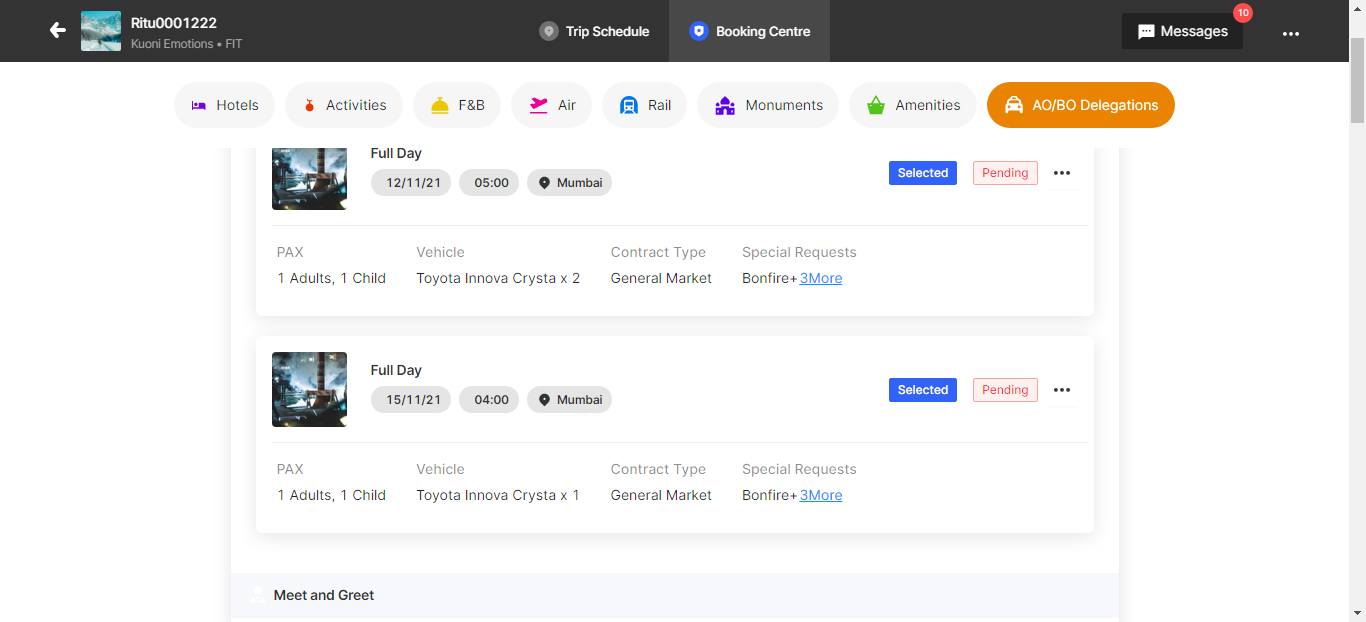 Ritu0001222
Kuoni Emotions • FIT
Trip Schedule
Booking Centre
Messages
10
Hotels
Activities
F&B
Air
Rail
Monuments
Amenities
AO/BO Delegations
Full Day
12/11/21 05:00 Mumbai
Selected Pending
PAX Vehicle Contract Type Special Requests
1 Adults, 1 Child Toyota Innova Crysta x 2 General Market Bonfire+3More
Full Day
15/11/21 04:00 Mumbai
Selected Pending
PAX Vehicle Contract Type Special Requests
1 Adults, 1 Child Toyota Innova Crysta x 1 General Market Bonfire+3More
Meet and Greet